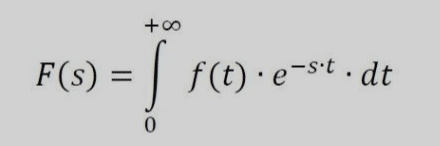 F(s) = ∫₀⁺∞ f(t) · e⁻ˢ·ᵗ · dt